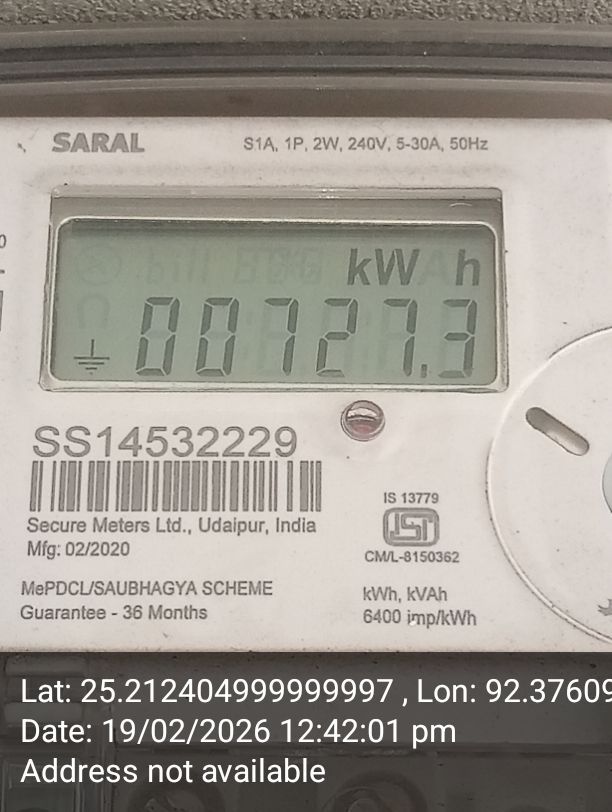 SARAL
S1A, 1P, 2W, 240V, 5-30A, 50Hz
kWh
00727.3
SS14532229
Secure Meters Ltd., Udaipur, India
Mfg: 02/2020
IS 13779
ISI
CM/L-8150362
MePDCL/SAUBHAGYA SCHEME
Guarantee - 36 Months
kWh, kVAh
6400 imp/kWh
Lat: 25.212404999999997 , Lon: 92.37609
Date: 19/02/2026 12:42:01 pm
Address not available